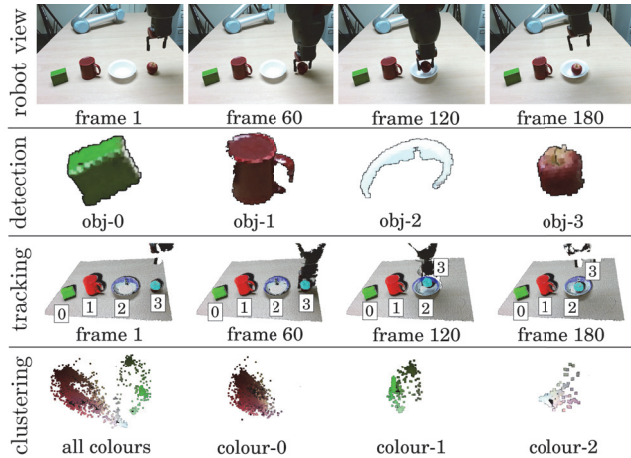 robot view
frame 1 frame 60 frame 120 frame 180
detection
obj-0 obj-1 obj-2 obj-3
tracking
0 1 2 3 0 1 2 3 0 1 2 3 0 1 2 3
frame 1 frame 60 frame 120 frame 180
clustering
all colours colour-0 colour-1 colour-2